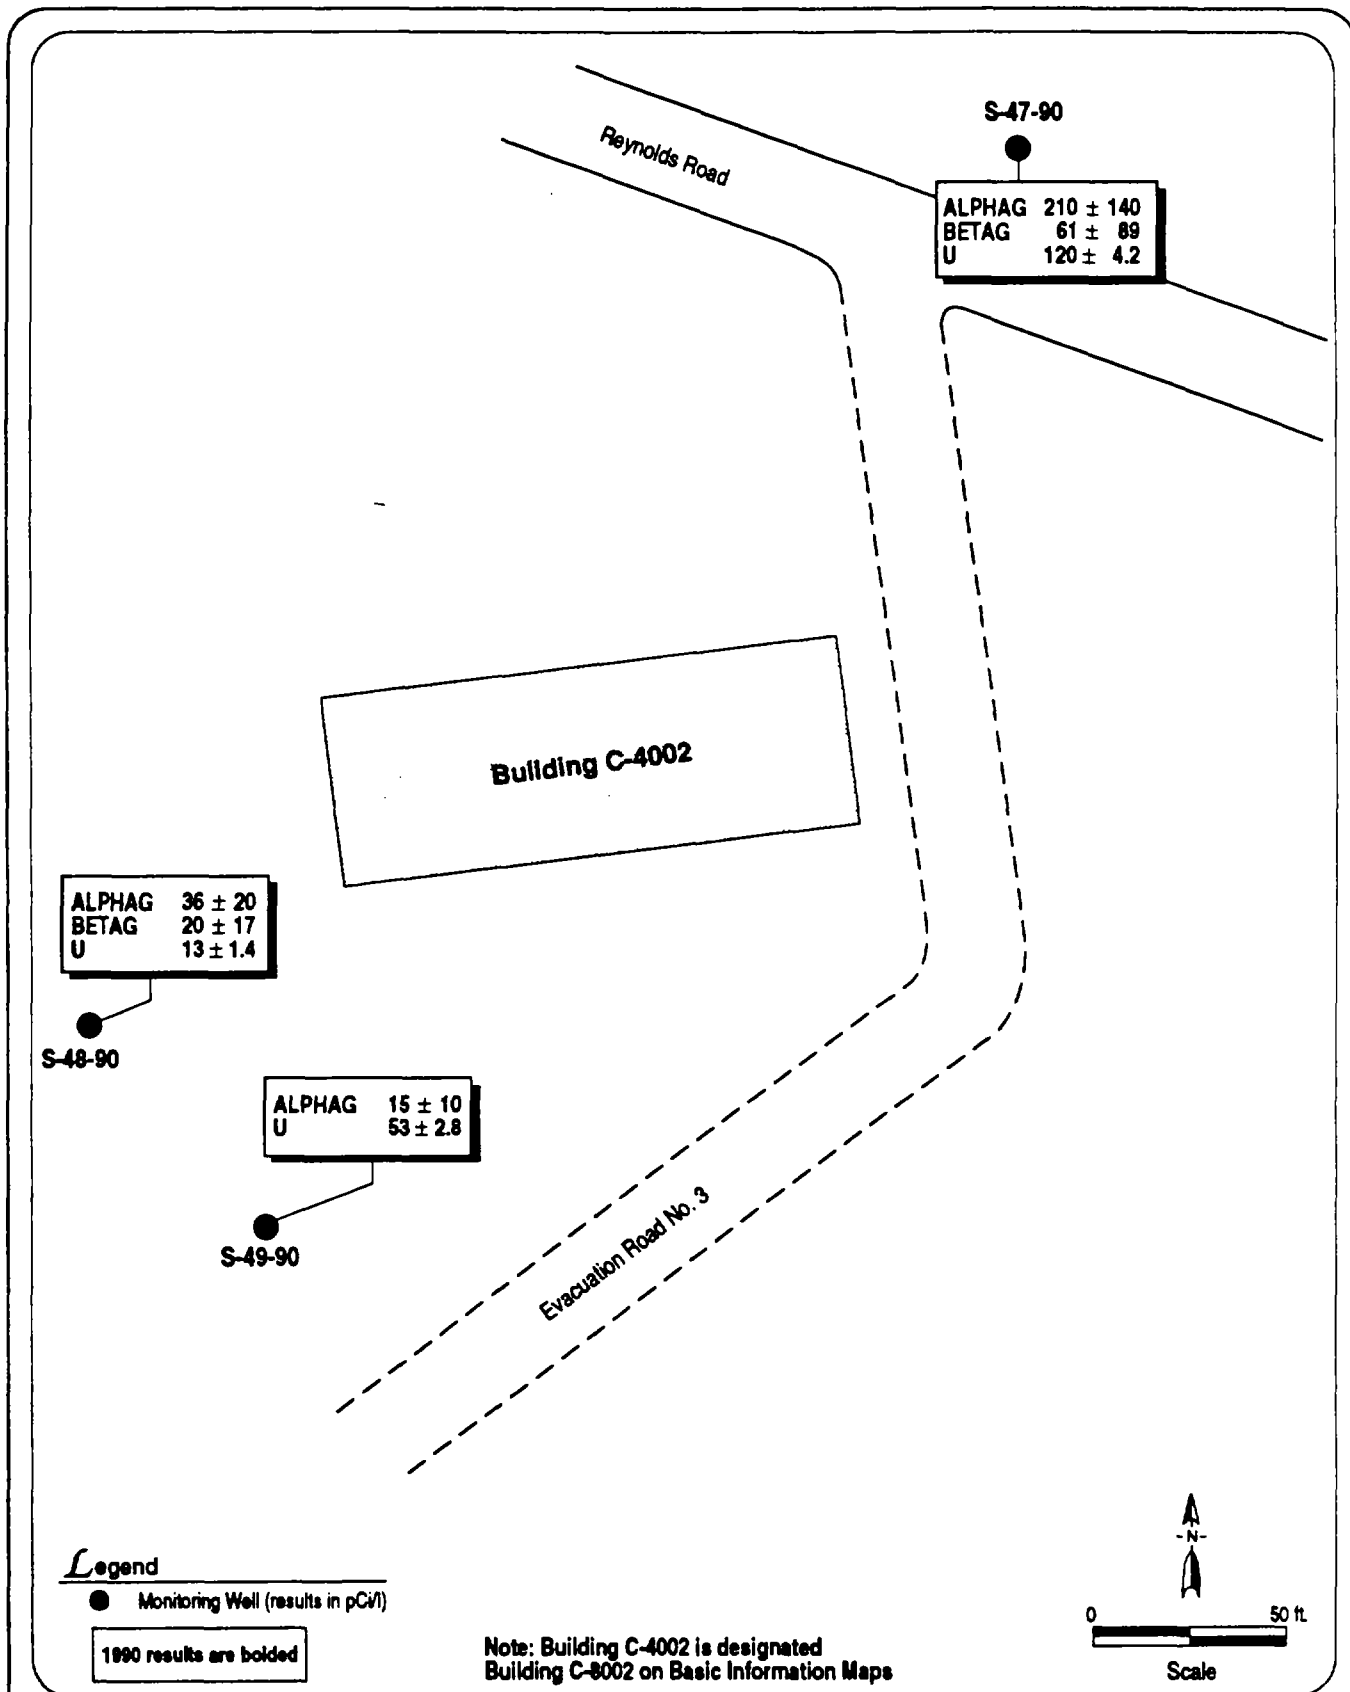 S-47-90
Reynolds Road
ALPHAG 210 ± 140
BETAG 61 ± 89
U 120 ± 4.2
Building C-4002
ALPHAG 36 ± 20
BETAG 20 ± 17
U 13 ± 1.4
S-48-90
ALPHAG 15 ± 10
U 53 ± 2.8
S-49-90
Evacuation Road No. 3
Legend
Monitoring Well (results in pCi/l)
1990 results are bolded
Note: Building C-4002 is designated
Building C-8002 on Basic Information Maps
-N-
0 50 ft.
Scale